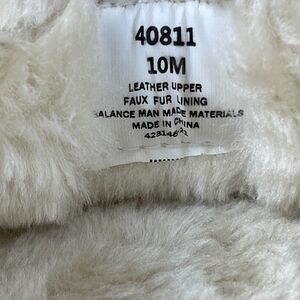 40811
10M
LEATHER UPPER
FAUX FUR LINING
BALANCE MAN MADE MATERIALS
MADE IN CHINA